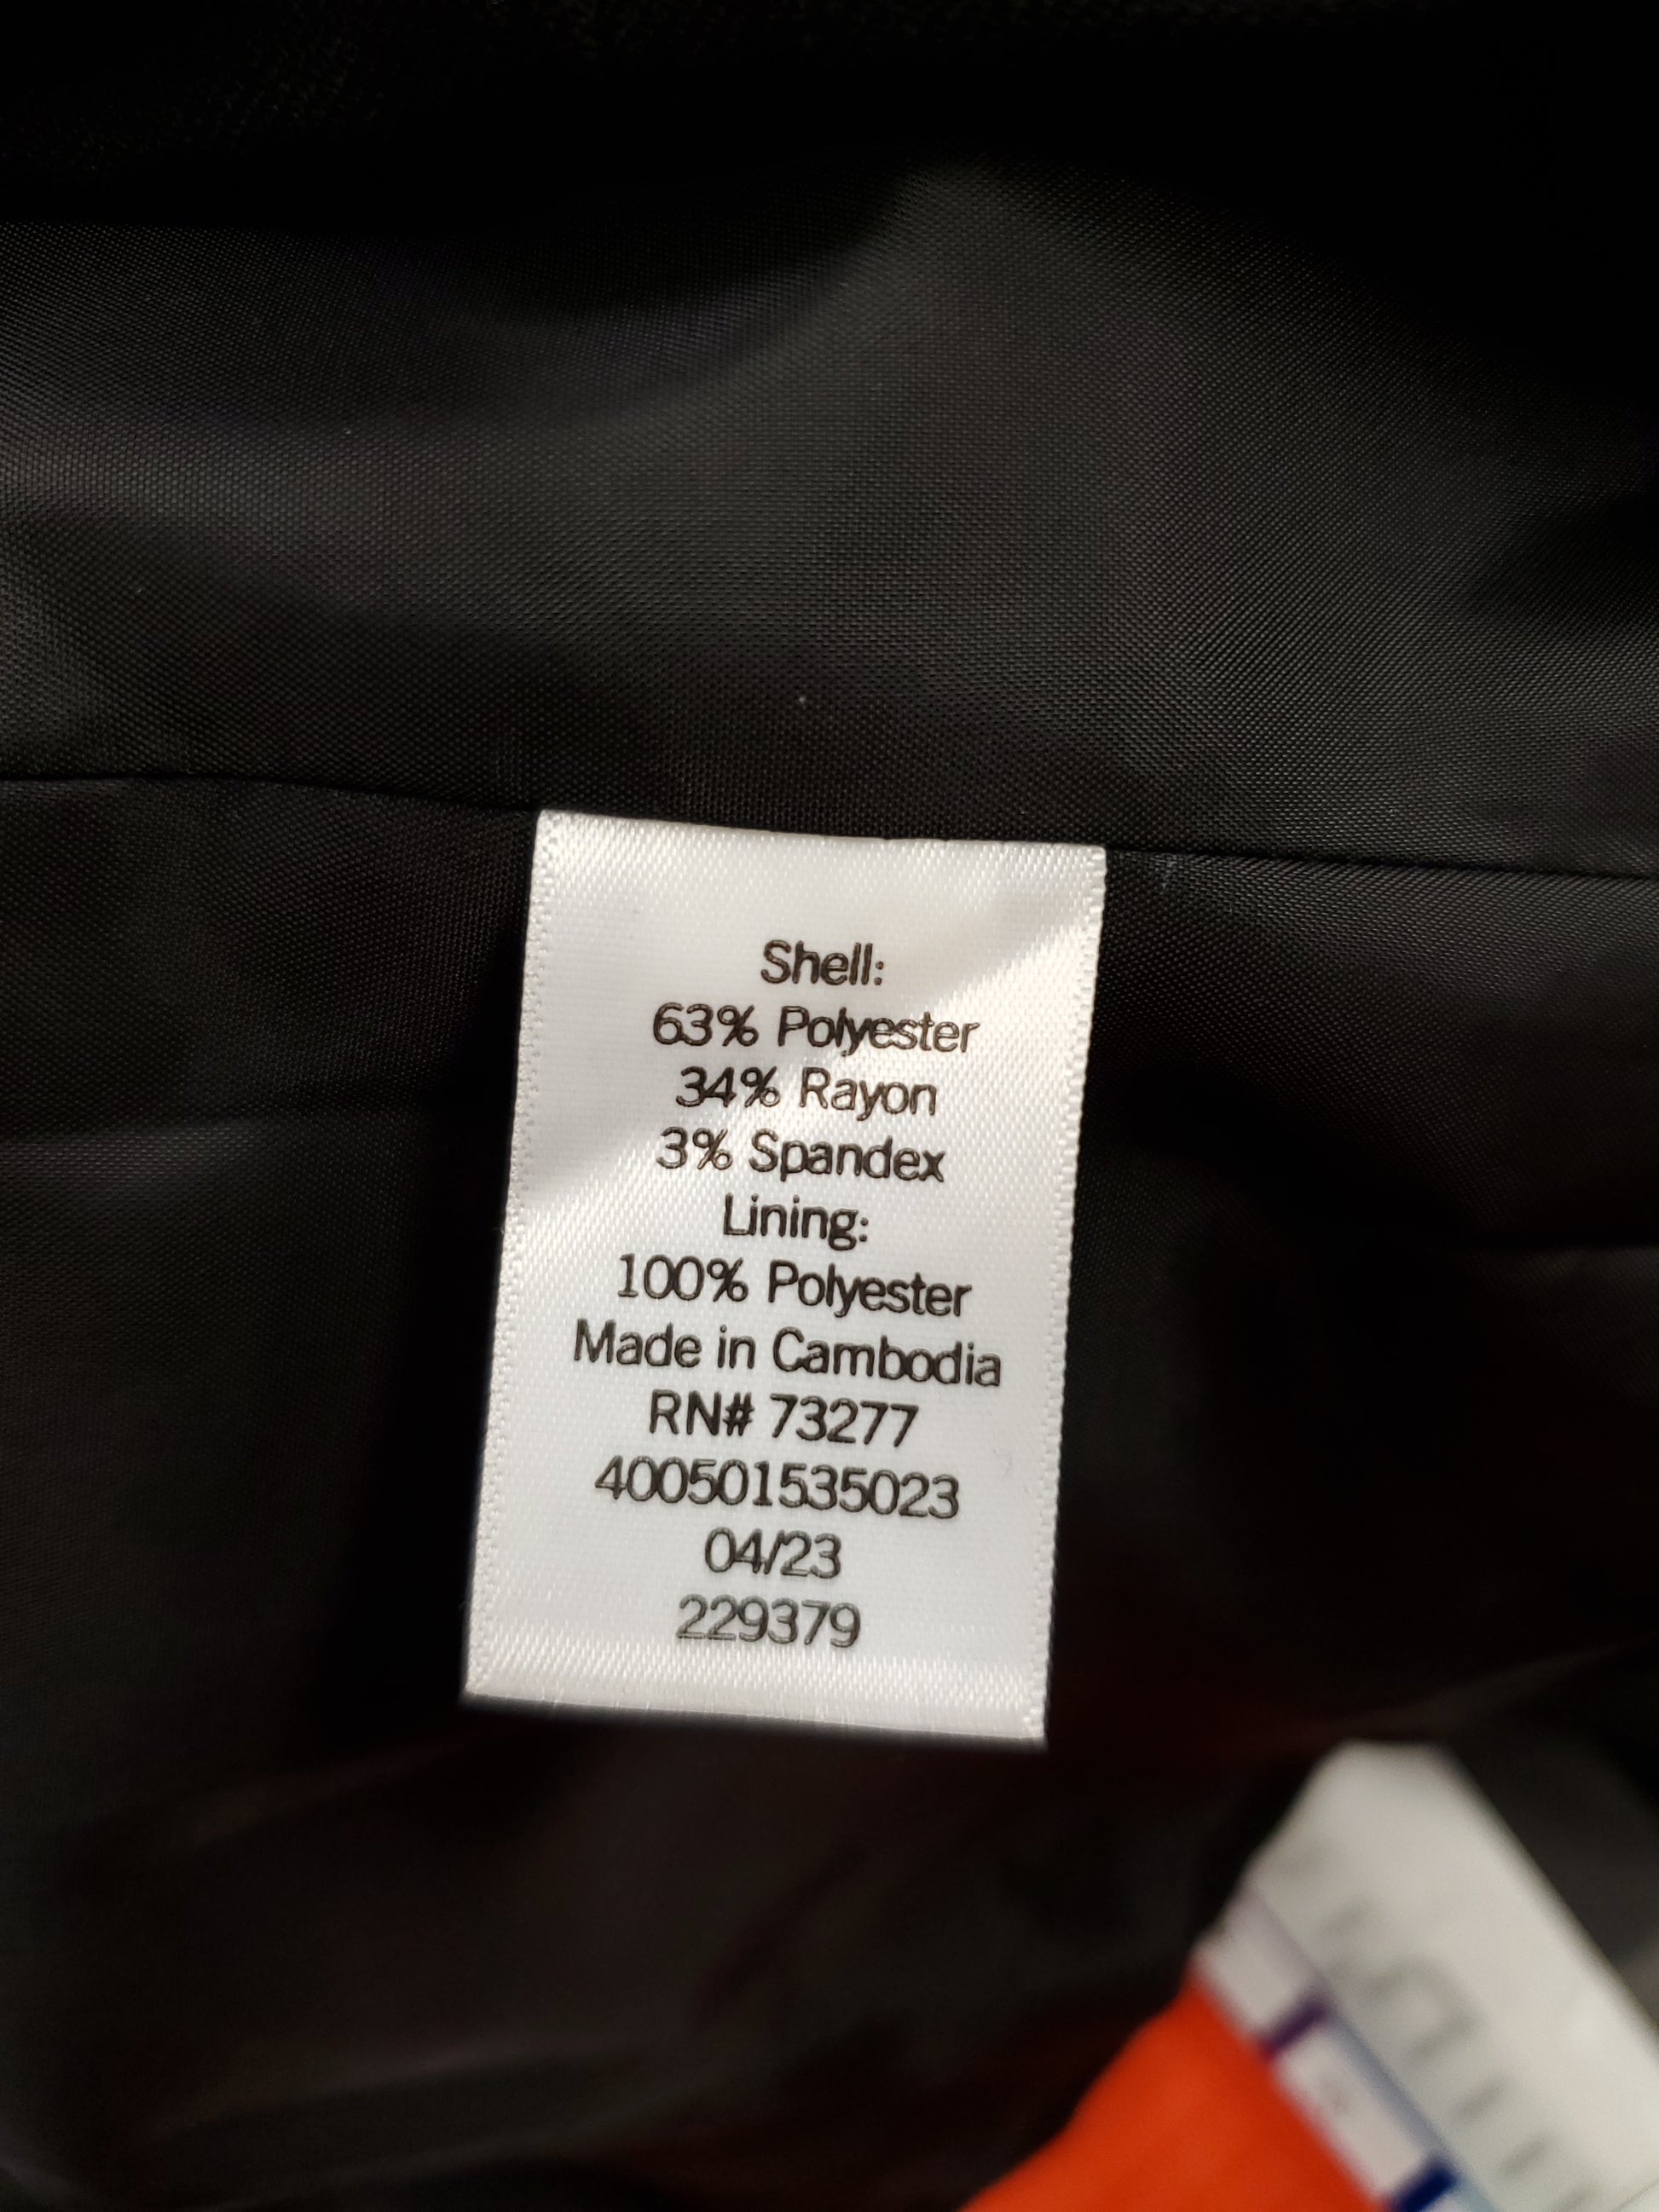 Shell:
63% Polyester
34% Rayon
3% Spandex
Lining:
100% Polyester
Made in Cambodia
RN# 73277
400501535023
04/23
229379